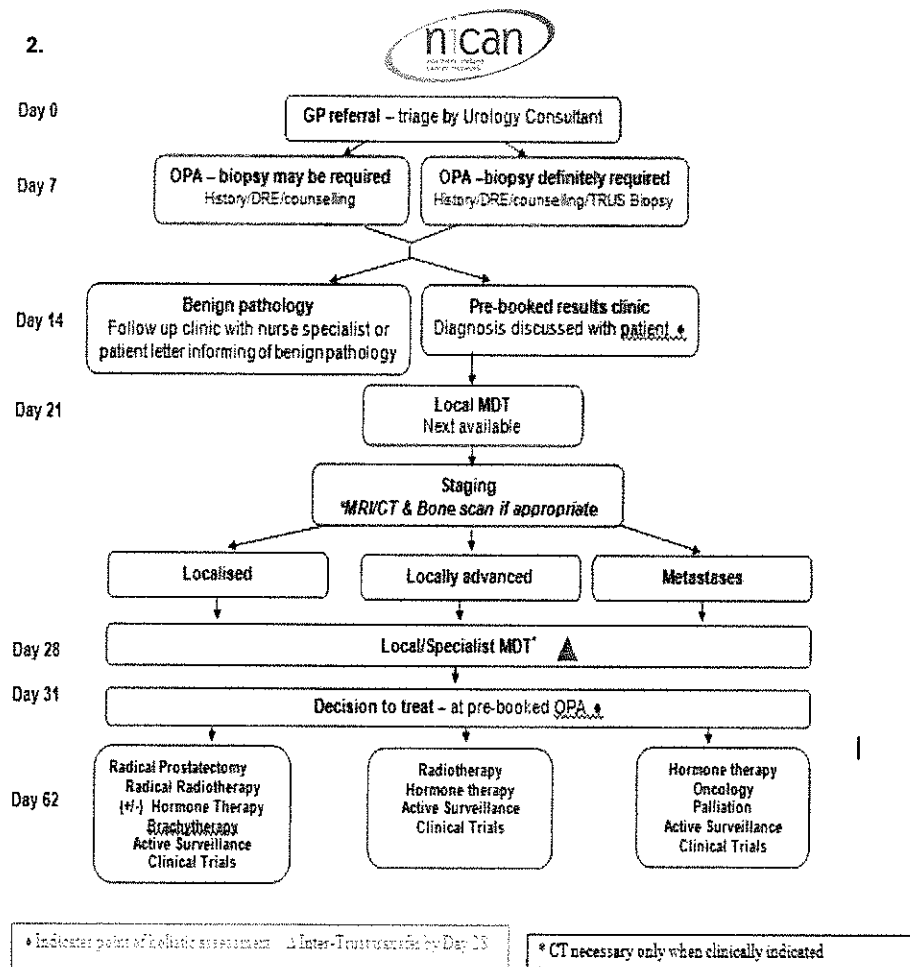 2.
nican
Day 0
GP referral – triage by Urology Consultant
Day 7
OPA – biopsy may be required
History/DRE/counselling
OPA –biopsy definitely required
History/DRE/counselling/TRUS Biopsy
Day 14
Benign pathology
Follow up clinic with nurse specialist or
patient letter informing of benign pathology
Pre-booked results clinic
Diagnosis discussed with patient ♦
Day 21
Local MDT
Next available
Staging
*MRI/CT & Bone scan if appropriate
Localised
Locally advanced
Metastases
Day 28
Local/Specialist MDT*
Day 31
Decision to treat – at pre-booked OPA ♦
Day 62
Radical Prostatectomy
Radical Radiotherapy
(+/-) Hormone Therapy
Brachytherapy
Active Surveillance
Clinical Trials
Radiotherapy
Hormone therapy
Active Surveillance
Clinical Trials
Hormone therapy
Oncology
Palliation
Active Surveillance
Clinical Trials
♦ Indicates point of holistic assessment Δ Inter-Trust transfer by Day 28
* CT necessary only when clinically indicated